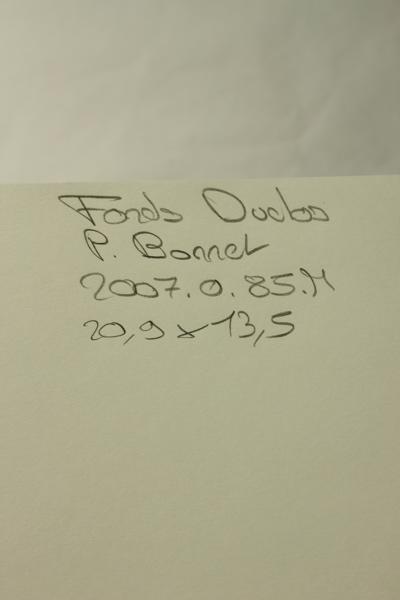 Fonds Duclos
P. Bonnet
2007.0.85.M
20,9 x 13,5